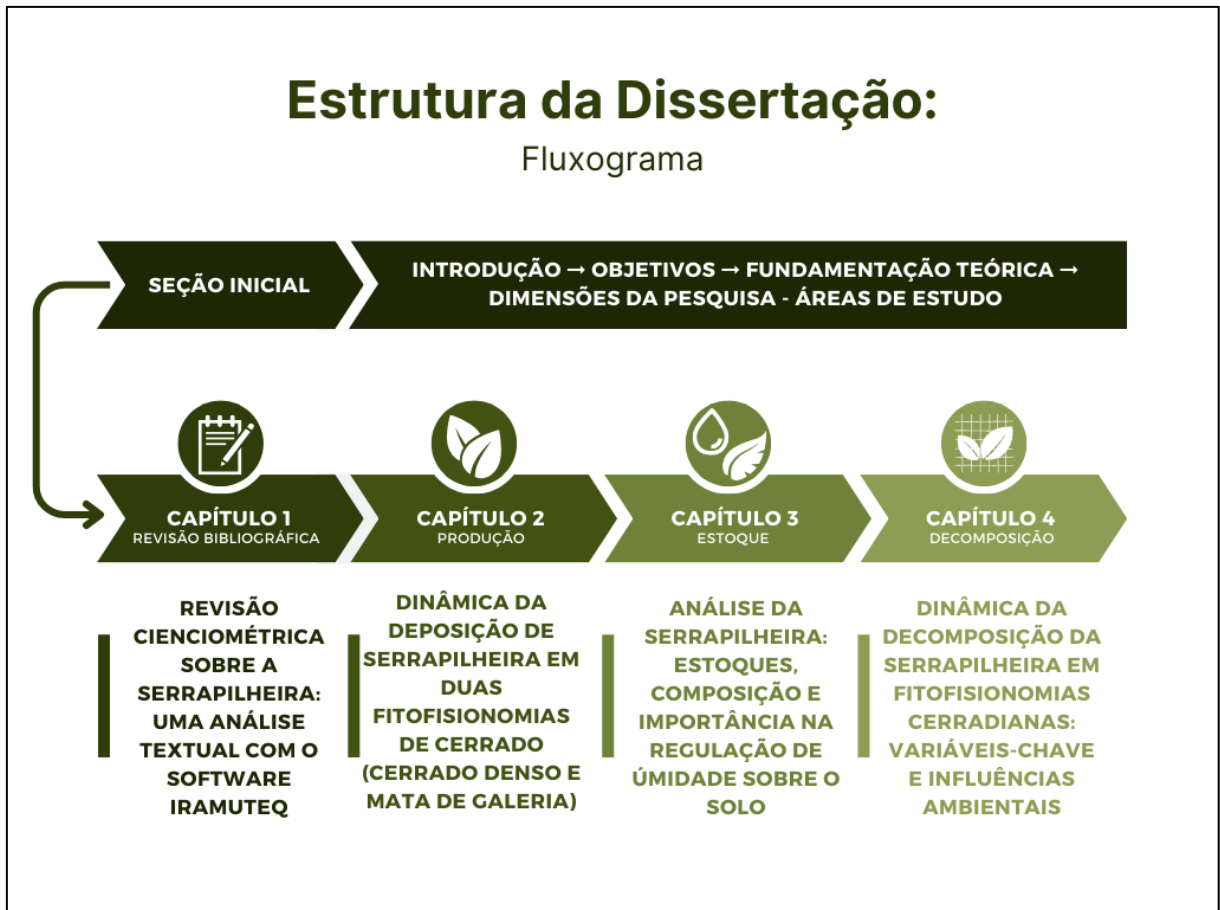 Estrutura da Dissertação:
Fluxograma
SEÇÃO INICIAL
INTRODUÇÃO → OBJETIVOS → FUNDAMENTAÇÃO TEÓRICA →
DIMENSÕES DA PESQUISA - ÁREAS DE ESTUDO
CAPÍTULO 1
REVISÃO BIBLIOGRÁFICA
CAPÍTULO 2
PRODUÇÃO
CAPÍTULO 3
ESTOQUE
CAPÍTULO 4
DECOMPOSIÇÃO
REVISÃO
CIENCIOMÉTRICA
SOBRE A
SERRAPILHEIRA:
UMA ANÁLISE
TEXTUAL COM O
SOFTWARE
IRAMUTEQ
DINÂMICA DA
DEPOSIÇÃO DE
SERRAPILHEIRA EM
DUAS
FITOFISIONOMIAS
DE CERRADO
(CERRADO DENSO E
MATA DE GALERIA)
ANÁLISE DA
SERRAPILHEIRA:
ESTOQUES,
COMPOSIÇÃO E
IMPORTÂNCIA NA
REGULAÇÃO DE
ÚMIDADE SOBRE O
SOLO
DINÂMICA DA
DECOMPOSIÇÃO DA
SERRAPILHEIRA EM
FITOFISIONOMIAS
CERRADIANAS:
VARIÁVEIS-CHAVE
E INFLUÊNCIAS
AMBIENTAIS